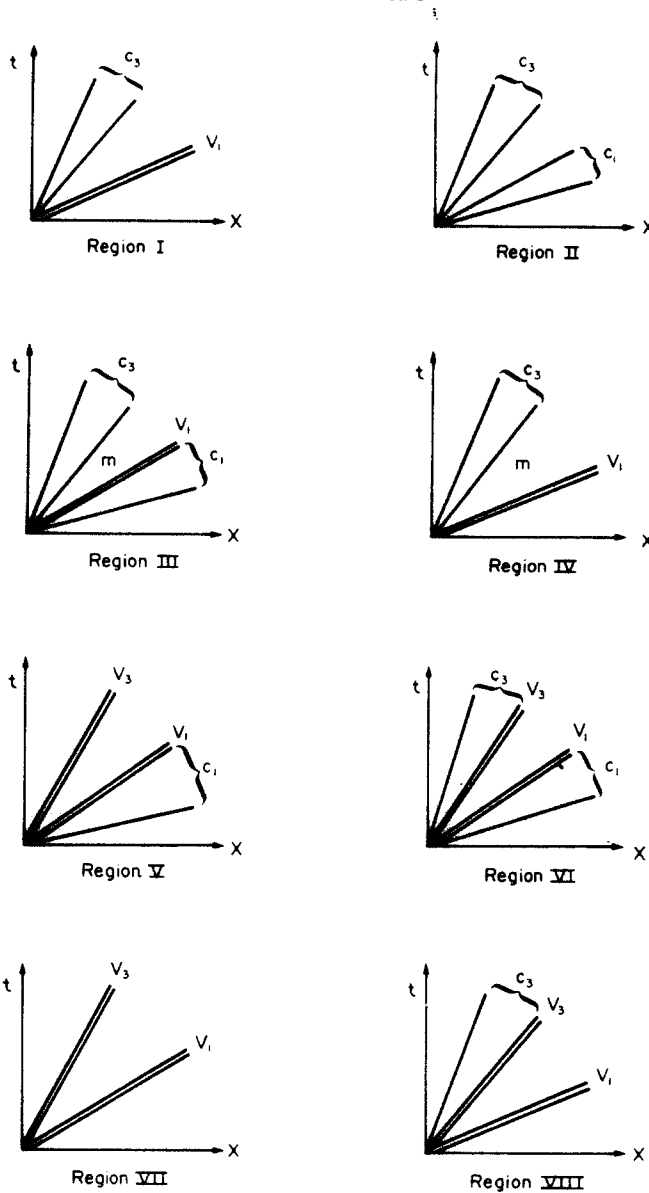 t
c₃
V₁
X
Region I
t
c₃
c₁
X
Region II
t
c₃
V₁
m
c₁
X
Region III
t
c₃
m
V₁
X
Region IV
t
V₃
V₁
c₁
X
Region V
t
c₃
V₃
V₁
c₁
X
Region VI
t
V₃
V₁
X
Region VII
t
c₃
V₃
V₁
X
Region VIII